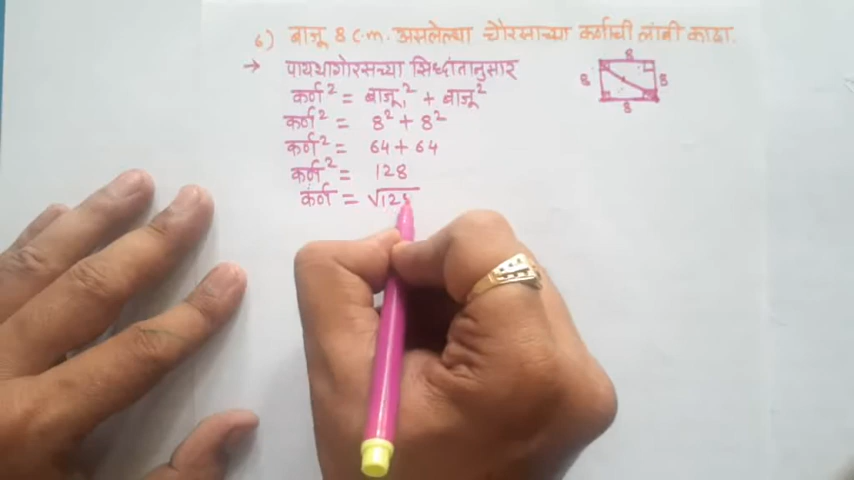 6) बाजू 8 c.m. असलेल्या चौरसाच्या कर्णाची लांबी काढा.
→ पायथागोरसच्या सिध्दांतानुसार
कर्ण² = बाजू² + बाजू²
कर्ण² = 8² + 8²
कर्ण² = 64 + 64
कर्ण² = 128
कर्ण = √128
8
8 8
8